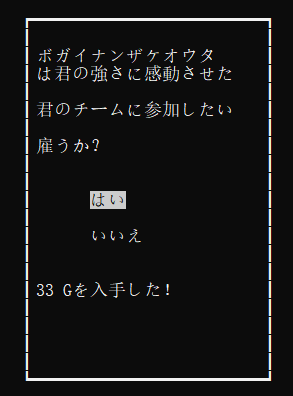 ボガイナンザケオウタ
は君の強さに感動させた
君のチームに参加したい
雇うか?
はい
いいえ
33 Gを入手した!